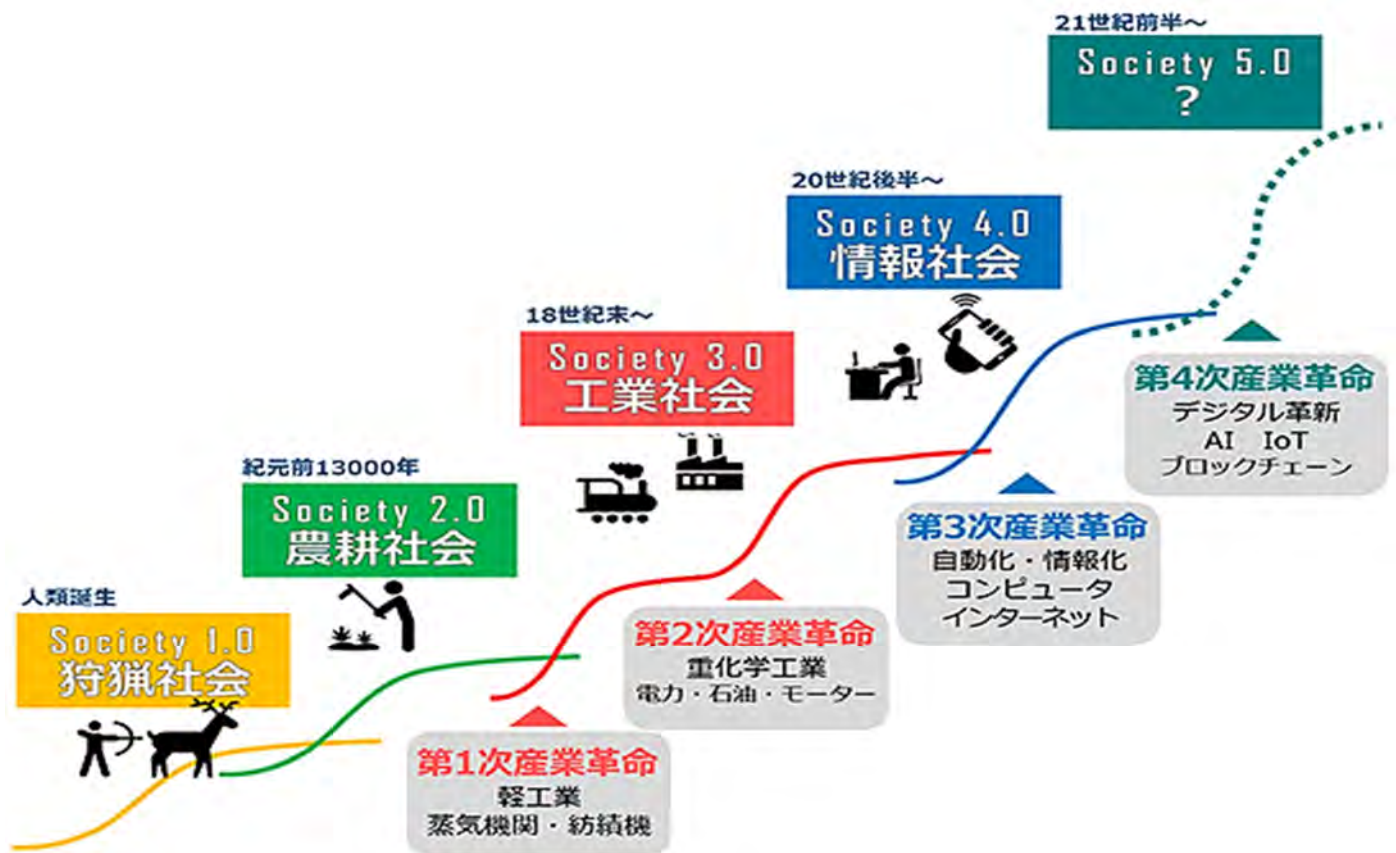 21世紀前半～
Society 5.0
？
20世紀後半～
Society 4.0
情報社会
18世紀末～
Society 3.0
工業社会
紀元前13000年
Society 2.0
農耕社会
人類誕生
Society 1.0
狩猟社会
第1次産業革命
軽工業
蒸気機関・紡績機
第2次産業革命
重化学工業
電力・石油・モーター
第3次産業革命
自動化・情報化
コンピュータ
インターネット
第4次産業革命
デジタル革新
AI　IoT
ブロックチェーン